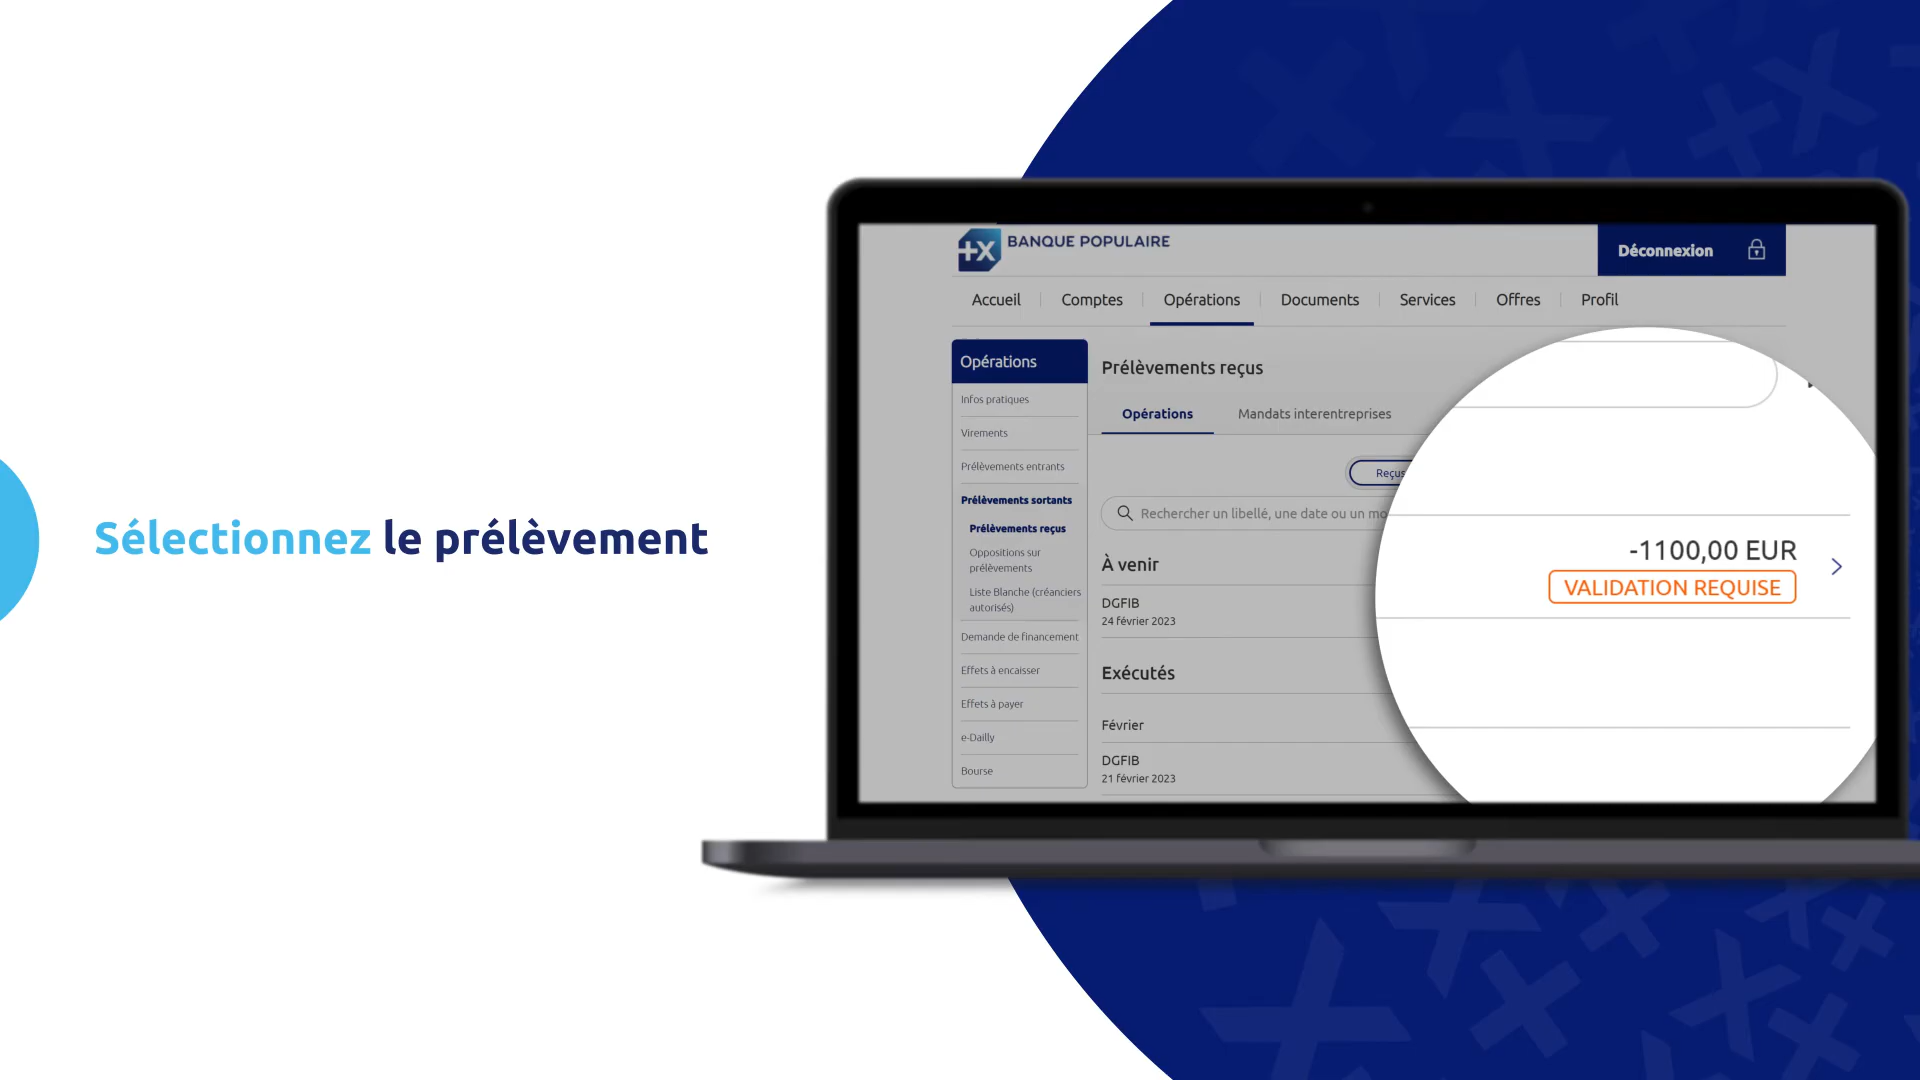 Sélectionnez le prélèvement
BANQUE POPULAIRE
Déconnexion
Accueil
Comptes
Opérations
Documents
Services
Offres
Profil
Opérations
Infos pratiques
Virements
Prélèvements entrants
Prélèvements sortants
Prélèvements reçus
Oppositions sur
prélèvements
Liste Blanche (créanciers
autorisés)
Demande de financement
Effets à encaisser
Effets à payer
e-Dailly
Bourse
Prélèvements reçus
Opérations
Mandats interentreprises
Reçus
Rechercher un libellé, une date ou un mo
À venir
DGFIB
24 février 2023
-1100,00 EUR
VALIDATION REQUISE
Exécutés
Février
DGFIB
21 février 2023